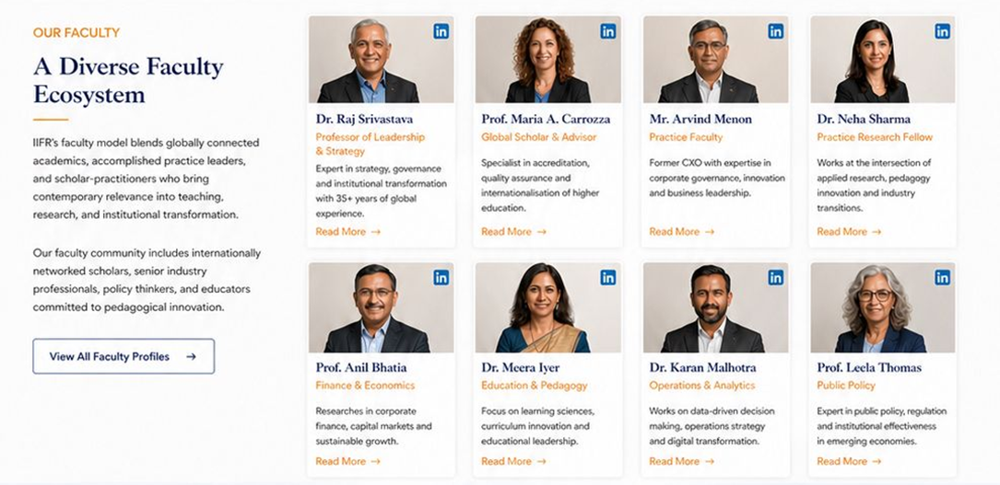 OUR FACULTY
A Diverse Faculty
Ecosystem
IIFR's faculty model blends globally connected
academics, accomplished practice leaders,
and scholar-practitioners who bring
contemporary relevance into teaching,
research, and institutional transformation.
Our faculty community includes internationally
networked scholars, senior industry
professionals, policy thinkers, and educators
committed to pedagogical innovation.
View All Faculty Profiles →
in
Dr. Raj Srivastava
Professor of Leadership
& Strategy
Expert in strategy, governance
and institutional transformation
with 35+ years of global
experience.
Read More →
in
Prof. Maria A. Carrozza
Global Scholar & Advisor
Specialist in accreditation,
quality assurance and
internationalisation of higher
education.
Read More →
in
Mr. Arvind Menon
Practice Faculty
Former CXO with expertise in
corporate governance, innovation
and business leadership.
Read More →
in
Dr. Neha Sharma
Practice Research Fellow
Works at the intersection of
applied research, pedagogy
innovation and industry
transitions.
Read More →
in
Prof. Anil Bhatia
Finance & Economics
Researches in corporate
finance, capital markets and
sustainable growth.
Read More →
in
Dr. Meera Iyer
Education & Pedagogy
Focus on learning sciences,
curriculum innovation and
educational leadership.
Read More →
in
Dr. Karan Malhotra
Operations & Analytics
Works on data-driven decision
making, operations strategy
and digital transformation.
Read More →
in
Prof. Leela Thomas
Public Policy
Expert in public policy, regulation
and institutional effectiveness
in emerging economies.
Read More →